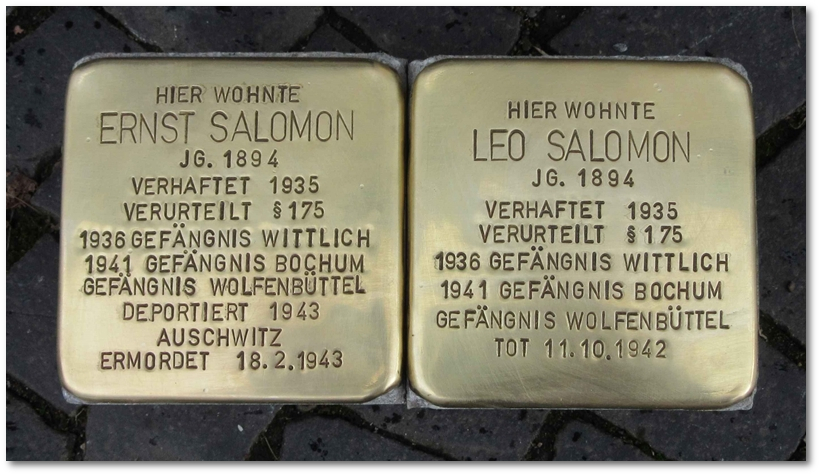 HIER WOHNTE
ERNST SALOMON
JG. 1894
VERHAFTET 1935
VERURTEILT §175
1936 GEFÄNGNIS WITTLICH
1941 GEFÄNGNIS BOCHUM
GEFÄNGNIS WOLFENBÜTTEL
DEPORTIERT 1943
AUSCHWITZ
ERMORDET 18.2.1943
HIER WOHNTE
LEO SALOMON
JG. 1894
VERHAFTET 1935
VERURTEILT §175
1936 GEFÄNGNIS WITTLICH
1941 GEFÄNGNIS BOCHUM
GEFÄNGNIS WOLFENBÜTTEL
TOT 11.10.1942